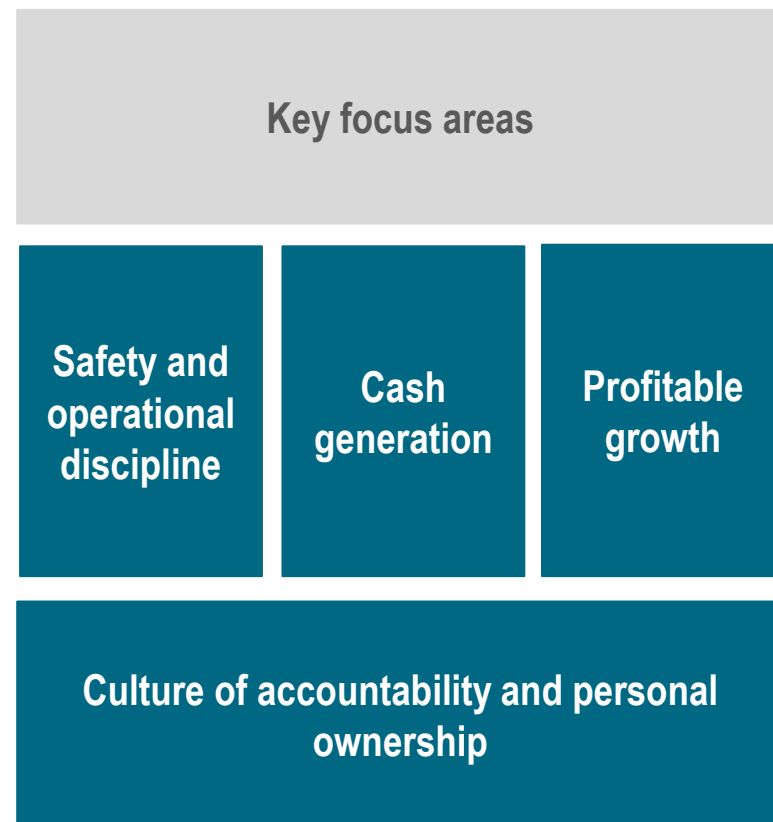 Key focus areas
Safety and
operational
discipline
Cash
generation
Profitable
growth
Culture of accountability and personal
ownership